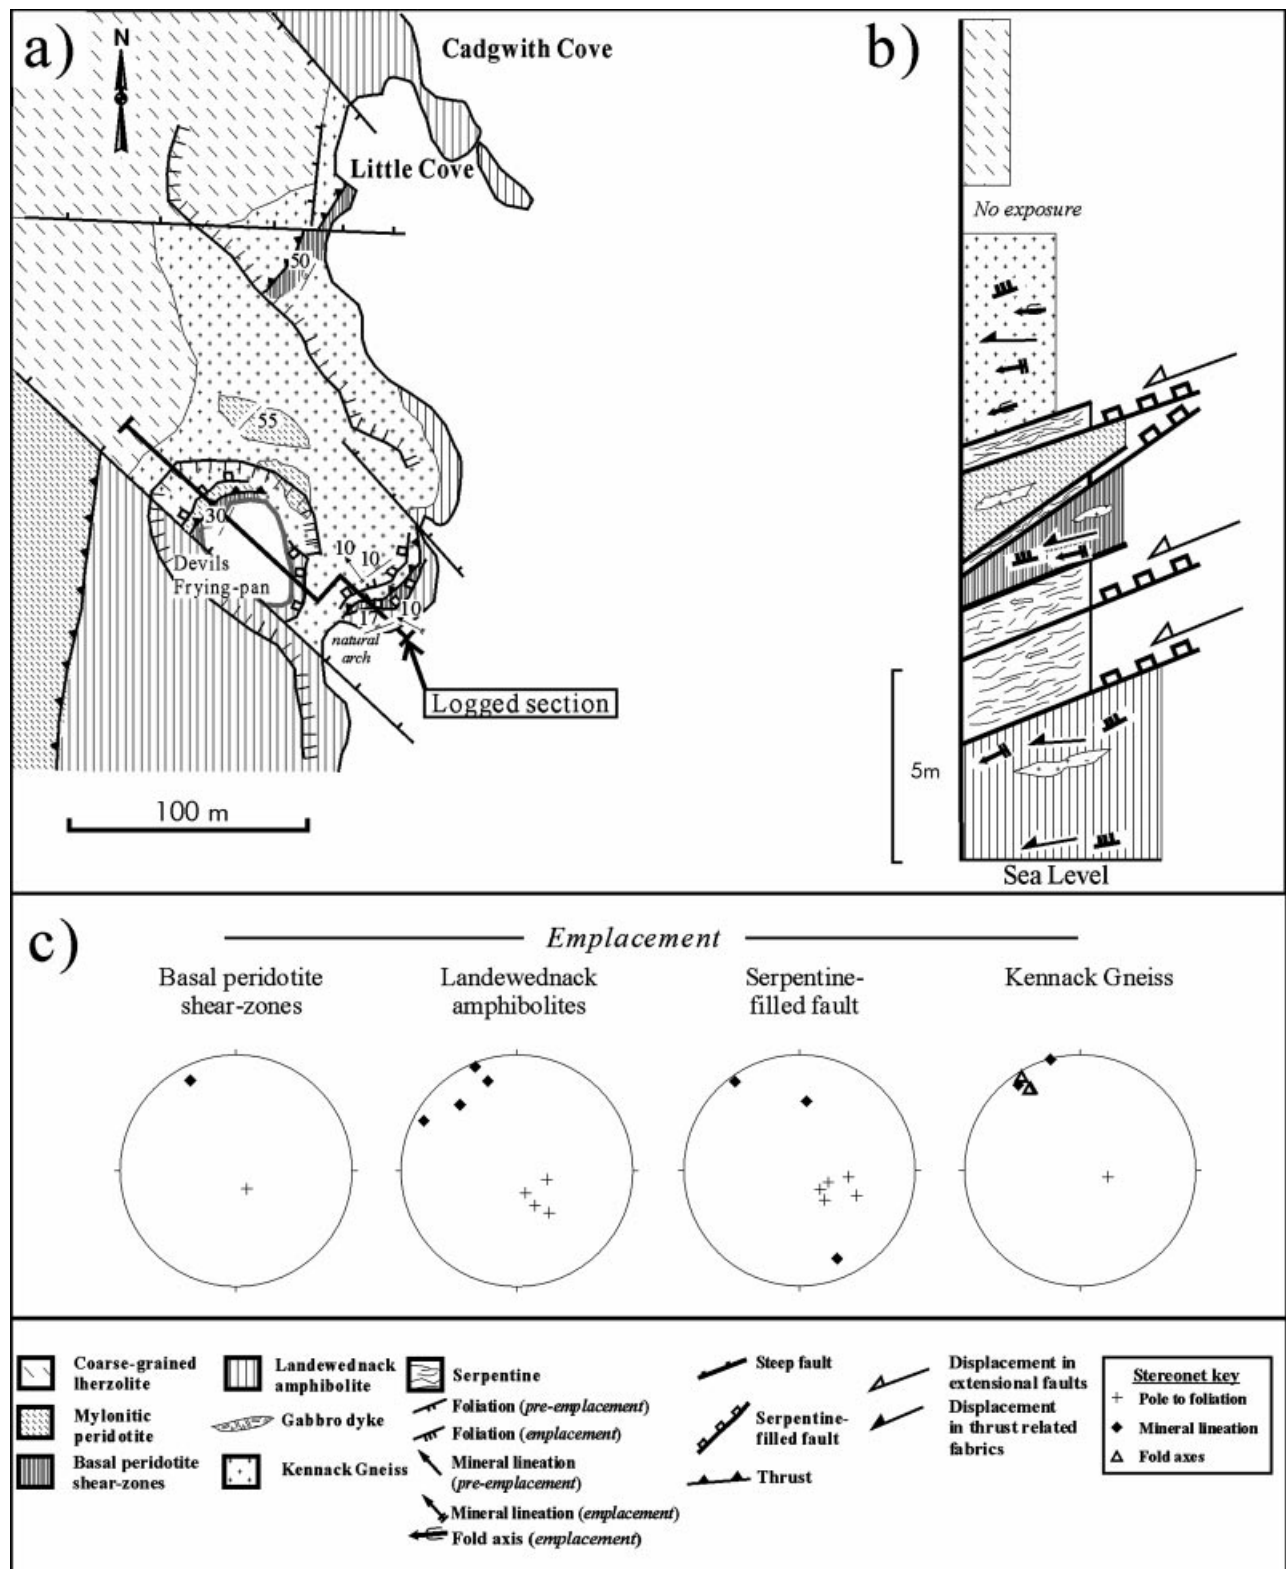 a)
N
Cadgwith Cove
Little Cove
50
55
30
Devils
Frying-pan
10
10
10
17
natural
arch
Logged section
100 m
b)
No exposure
5m
Sea Level
c)
Emplacement
Basal peridotite
shear-zones
Landewednack
amphibolites
Serpentine-
filled fault
Kennack Gneiss
Coarse-grained
lherzolite
Mylonitic
peridotite
Basal peridotite
shear-zones
Landewednack
amphibolite
Gabbro dyke
Kennack Gneiss
Serpentine
Foliation (pre-emplacement)
Foliation (emplacement)
Mineral lineation
(pre-emplacement)
Mineral lineation (emplacement)
Fold axis (emplacement)
Steep fault
Serpentine-
filled fault
Thrust
Displacement in
extensional faults
Displacement
in thrust related
fabrics
Stereonet key
Pole to foliation
Mineral lineation
Fold axes